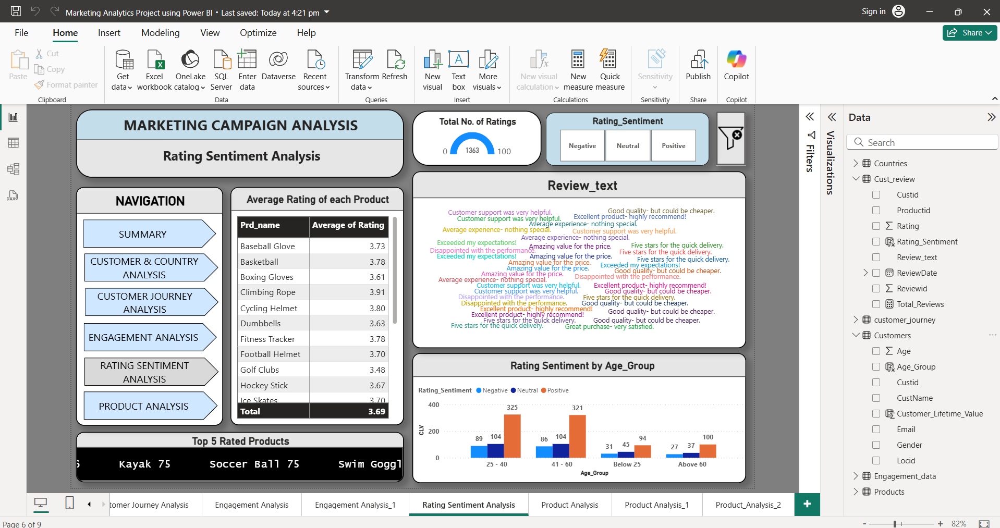 Marketing Analytics Project using Power BI • Last saved: Today at 4:21 pm
Sign in
File
Home
Insert
Modeling
View
Optimize
Help
Share
Paste
Cut
Copy
Format painter
Clipboard
Get data
Excel workbook
OneLake catalog
SQL Server
Enter data
Dataverse
Recent sources
Data
Transform data
Refresh
Queries
New visual
A
Text box
More visuals
Insert
New visual calculation
New measure
Quick measure
Calculations
Sensitivity
Sensitivity
Publish
Share
Copilot
Copilot
DAX
MARKETING CAMPAIGN ANALYSIS
Rating Sentiment Analysis
Total No. of Ratings
1363
0
100
Rating_Sentiment
Negative
Neutral
Positive
NAVIGATION
SUMMARY
CUSTOMER & COUNTRY
ANALYSIS
CUSTOMER JOURNEY
ANALYSIS
ENGAGEMENT ANALYSIS
RATING SENTIMENT
ANALYSIS
PRODUCT ANALYSIS
Average Rating of each Product
Prd_name Average of Rating
Baseball Glove 3.73
Basketball 3.78
Boxing Gloves 3.61
Climbing Rope 3.91
Cycling Helmet 3.80
Dumbbells 3.63
Fitness Tracker 3.78
Football Helmet 3.70
Golf Clubs 3.48
Hockey Stick 3.67
Ice Skates 3.70
Total 3.69
Top 5 Rated Products
Kayak 75 Soccer Ball 75 Swim Goggl
Review_text
Customer support was very helpful.
Good quality- but could be cheaper.
Customer support was very helpful.
Excellent product- highly recommend!
Average experience- nothing special.
Average experience- nothing special.
Customer support was very helpful.
Average experience- nothing special.
Exceeded my expectations!
Amazing value for the price.
Five stars for the quick delivery.
Disappointed with the performance.
Five stars for the quick delivery.
Exceeded my expectations!
Amazing value for the price.
Five stars for the quick delivery.
Amazing value for the price.
Exceeded my expectations!
Amazing value for the price.
Good quality- but could be cheaper.
Amazing value for the price.
Disappointed with the performance.
Average experience- nothing special.
Customer support was very helpful.
Excellent product- highly recommend!
Customer support was very helpful.
Good quality- but could be cheaper.
Disappointed with the performance.
Five stars for the quick delivery.
Disappointed with the performance.
Good quality- but could be cheaper.
Excellent product- highly recommend!
Good quality- but could be cheaper.
Excellent product- highly recommend!
Five stars for the quick delivery.
Good quality- but could be cheaper.
Five stars for the quick delivery.
Great purchase- very satisfied.
Rating Sentiment by Age_Group
Rating_Sentiment Negative Neutral Positive
CLV
400
200
0
89 104 325
86 104 321
31 45 94
27 37 100
25 - 40
41 - 60
Below 25
Above 60
Age_Group
Filters
Visualizations
Data
Search
Countries
Cust_review
Custid
Productid
Rating
Rating_Sentiment
Review_text
ReviewDate
Reviewid
Total_Reviews
customer_journey
Customers
Age
Age_Group
Custid
CustName
Customer_Lifetime_Value
Email
Gender
Locid
Engagement_data
Products
tomer Journey Analysis
Engagement Analysis
Engagement Analysis_1
Rating Sentiment Analysis
Product Analysis
Product Analysis_1
Product_Analysis_2
Page 6 of 9
82%